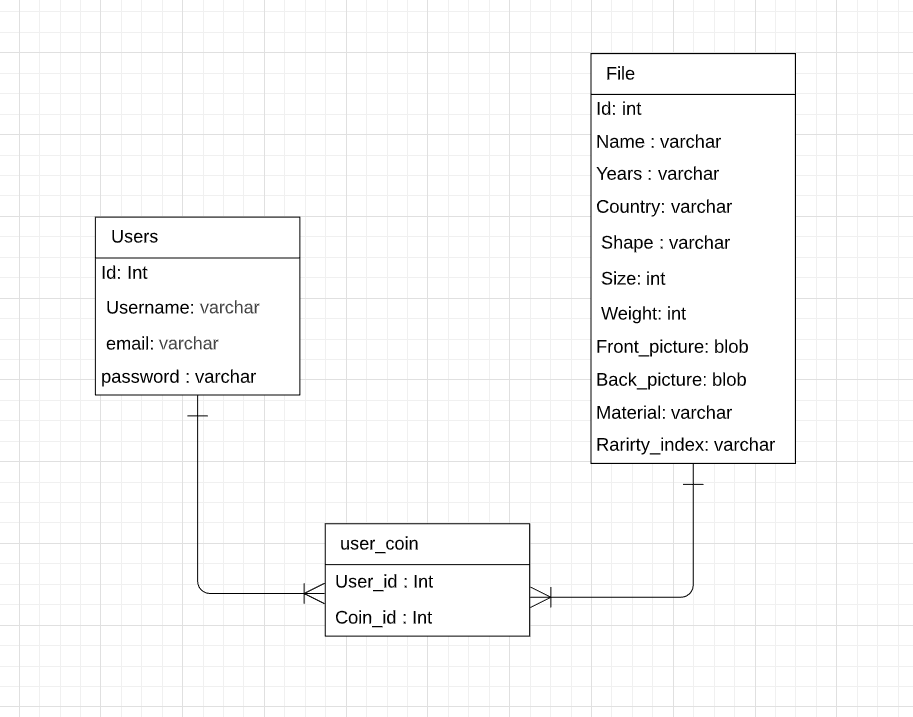 File
Id: int
Name : varchar
Years : varchar
Country: varchar
Shape : varchar
Size: int
Weight: int
Front_picture: blob
Back_picture: blob
Material: varchar
Rarirty_index: varchar
Users
Id: Int
Username: varchar
email: varchar
password : varchar
user_coin
User_id : Int
Coin_id : Int